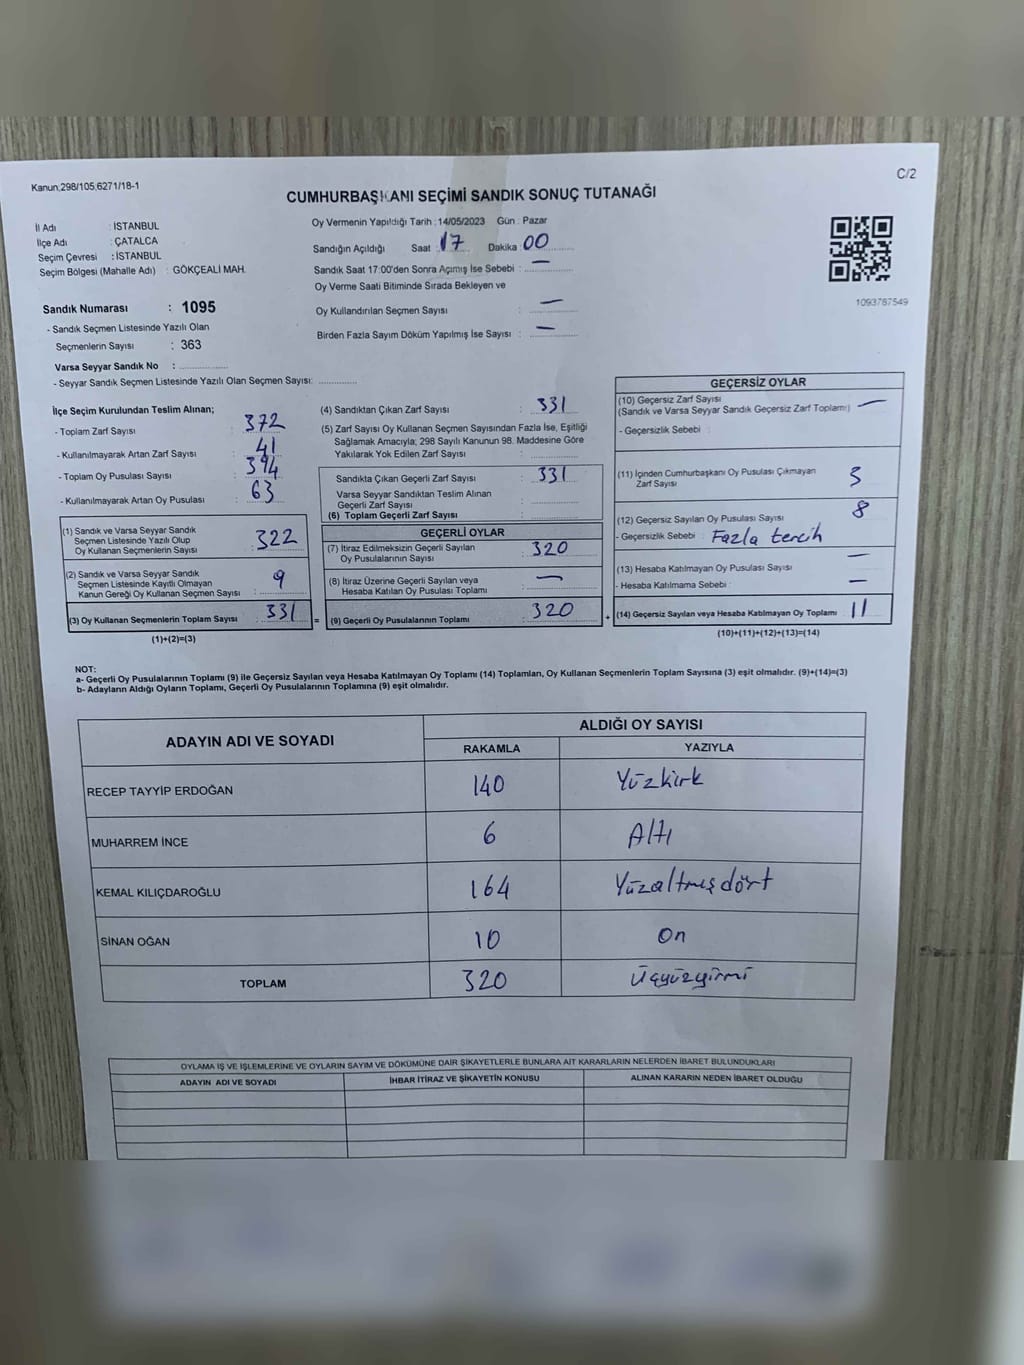 Kanun,298/105,6271/18-1
C/2
CUMHURBAŞKANI SEÇİMİ SANDIK SONUÇ TUTANAĞI
İl Adı : İSTANBUL
İlçe Adı : ÇATALCA
Seçim Çevresi : İSTANBUL
Seçim Bölgesi (Mahalle Adı) : GÖKÇEALİ MAH.
Oy Vermenin Yapıldığı Tarih : 14/05/2023 Gün : Pazar
Sandığın Açıldığı Saat 17 Dakika 00
Sandık Saat 17:00'den Sonra Açımış İse Sebebi : —
Oy Verme Saati Bitiminde Sırada Bekleyen ve
Oy Kullandırılan Seçmen Sayısı : —
Birden Fazla Sayım Döküm Yapılmış İse Sayısı : —
1093787549
Sandık Numarası : 1095
- Sandık Seçmen Listesinde Yazılı Olan
Seçmenlerin Sayısı : 363
Varsa Seyyar Sandık No :
- Seyyar Sandık Seçmen Listesinde Yazılı Olan Seçmen Sayısı:
İlçe Seçim Kurulundan Teslim Alınan;
- Toplam Zarf Sayısı : 372
- Kullanılmayarak Artan Zarf Sayısı : 41
- Toplam Oy Pusulası Sayısı : 394
- Kullanılmayarak Artan Oy Pusulası : 63
(1) Sandık ve Varsa Seyyar Sandık
Seçmen Listesinde Yazılı Olup
Oy Kullanan Seçmenlerin Sayısı : 322
(2) Sandık ve Varsa Seyyar Sandık
Seçmen Listesinde Kayıtlı Olmayan
Kanun Gereği Oy Kullanan Seçmen Sayısı : 9
(3) Oy Kullanan Seçmenlerin Toplam Sayısı : 331
(1)+(2)=(3)
(4) Sandıktan Çıkan Zarf Sayısı : 331
(5) Zarf Sayısı Oy Kullanan Seçmen Sayısından Fazla İse, Eşitliği
Sağlamak Amacıyla; 298 Sayılı Kanunun 98. Maddesine Göre
Yakılarak Yok Edilen Zarf Sayısı :
Sandıkta Çıkan Geçerli Zarf Sayısı : 331
Varsa Seyyar Sandıktan Teslim Alınan
Geçerli Zarf Sayısı :
(6) Toplam Geçerli Zarf Sayısı :
GEÇERLİ OYLAR
(7) İtiraz Edilmeksizin Geçerli Sayılan
Oy Pusulalarının Sayısı : 320
(8) İtiraz Üzerine Geçerli Sayılan veya
Hesaba Katılan Oy Pusulası Toplamı : —
= (9) Geçerli Oy Pusulalarının Toplamı : 320
GEÇERSİZ OYLAR
(10) Geçersiz Zarf Sayısı
(Sandık ve Varsa Seyyar Sandık Geçersiz Zarf Toplamı) —
- Geçersizlik Sebebi :
(11) İçinden Cumhurbaşkanı Oy Pusulası Çıkmayan
Zarf Sayısı 3
(12) Geçersiz Sayılan Oy Pusulası Sayısı 8
- Geçersizlik Sebebi : Fazla tercih
(13) Hesaba Katılmayan Oy Pusulası Sayısı —
- Hesaba Katılmama Sebebi : —
+ (14) Geçersiz Sayılan veya Hesaba Katılmayan Oy Toplamı 11
(10)+(11)+(12)+(13)=(14)
NOT:
a- Geçerli Oy Pusulalarının Toplamı (9) ile Geçersiz Sayılan veya Hesaba Katılmayan Oy Toplamı (14) Toplamları, Oy Kullanan Seçmenlerin Toplam Sayısına (3) eşit olmalıdır. (9)+(14)=(3)
b- Adayların Aldığı Oyların Toplamı, Geçerli Oy Pusulalarının Toplamına (9) eşit olmalıdır.
ADAYIN ADI VE SOYADI
ALDIĞI OY SAYISI
RAKAMLA YAZIYLA
RECEP TAYYİP ERDOĞAN 140 Yüzkırk
MUHARREM İNCE 6 Altı
KEMAL KILIÇDAROĞLU 164 Yüzaltmış dört
SİNAN OĞAN 10 On
TOPLAM 320 Üçyüzyirmi
OYLAMA İŞ VE İŞLEMLERİNE VE OYLARIN SAYIM VE DÖKÜMÜNE DAİR ŞİKAYETLERLE BUNLARA AİT KARARLARIN NELERDEN İBARET BULUNDUKLARI
ADAYIN ADI VE SOYADI İHBAR İTİRAZ VE ŞİKAYETİN KONUSU ALINAN KARARIN NEDEN İBARET OLDUĞU